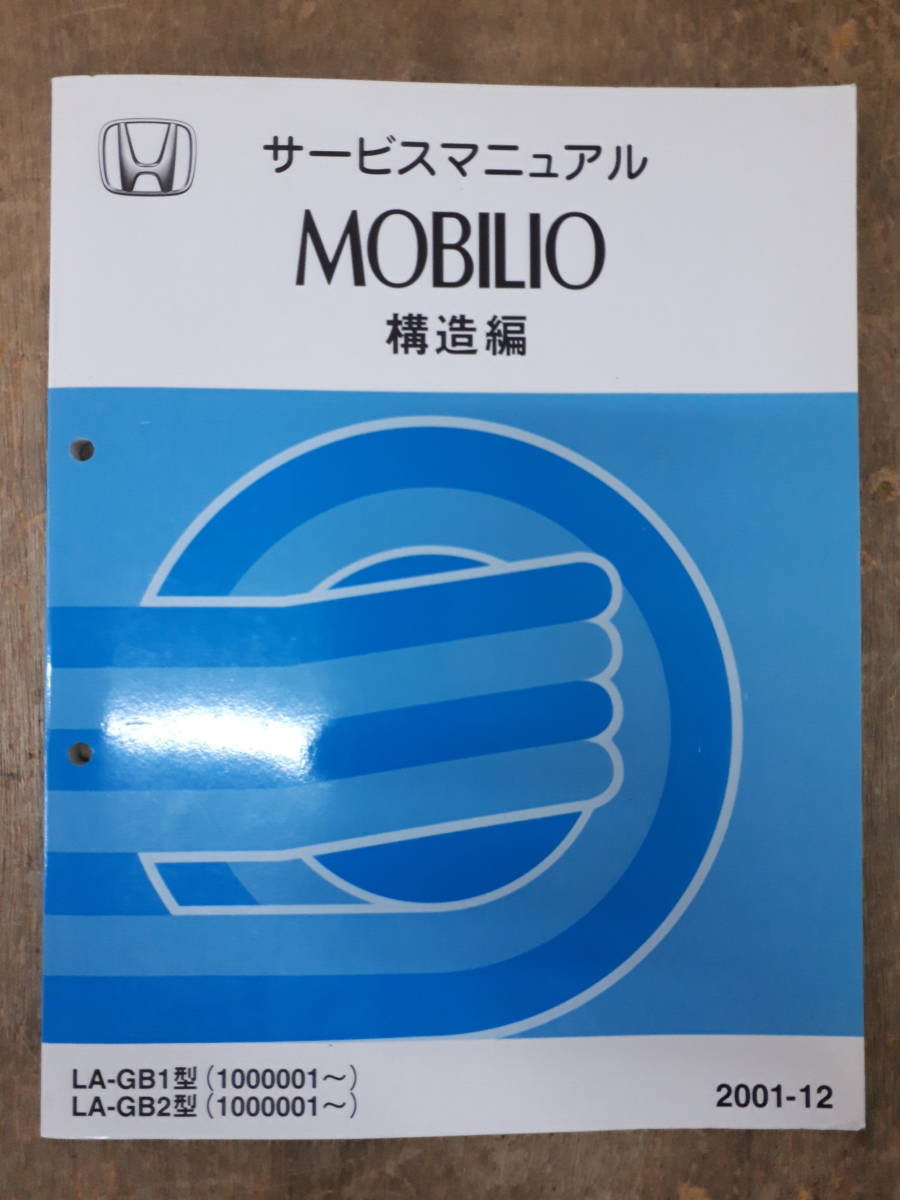 サービスマニュアル
MOBILIO
構造編
LA-GB1型(1000001〜)
LA-GB2型(1000001〜)
2001-12